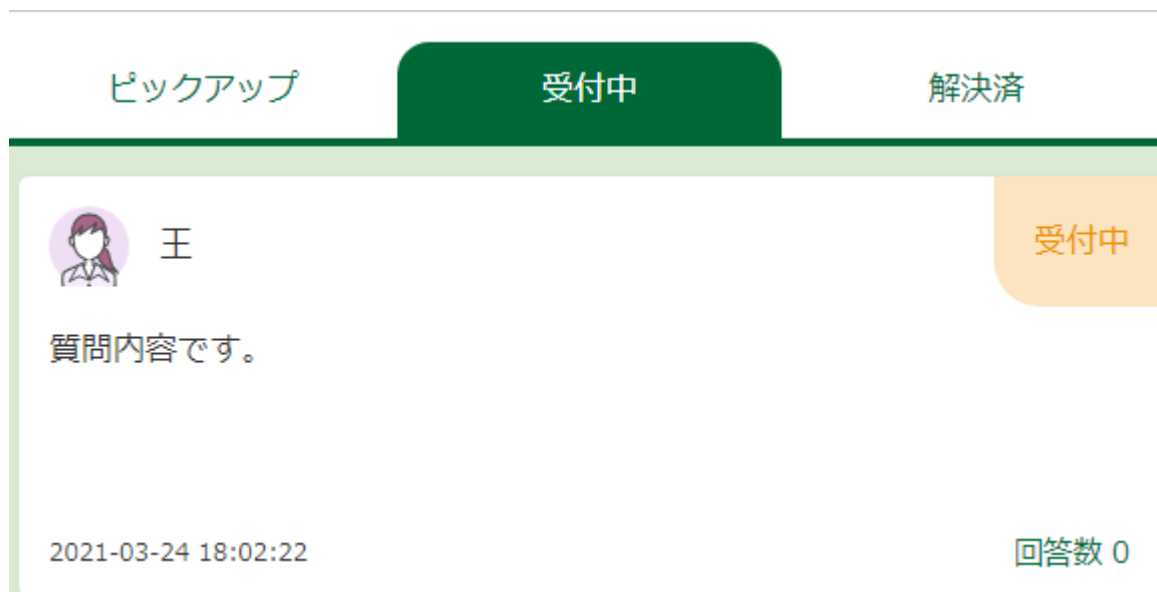 ピックアップ 受付中 解決済
王 受付中
質問内容です。
2021-03-24 18:02:22 回答数 0